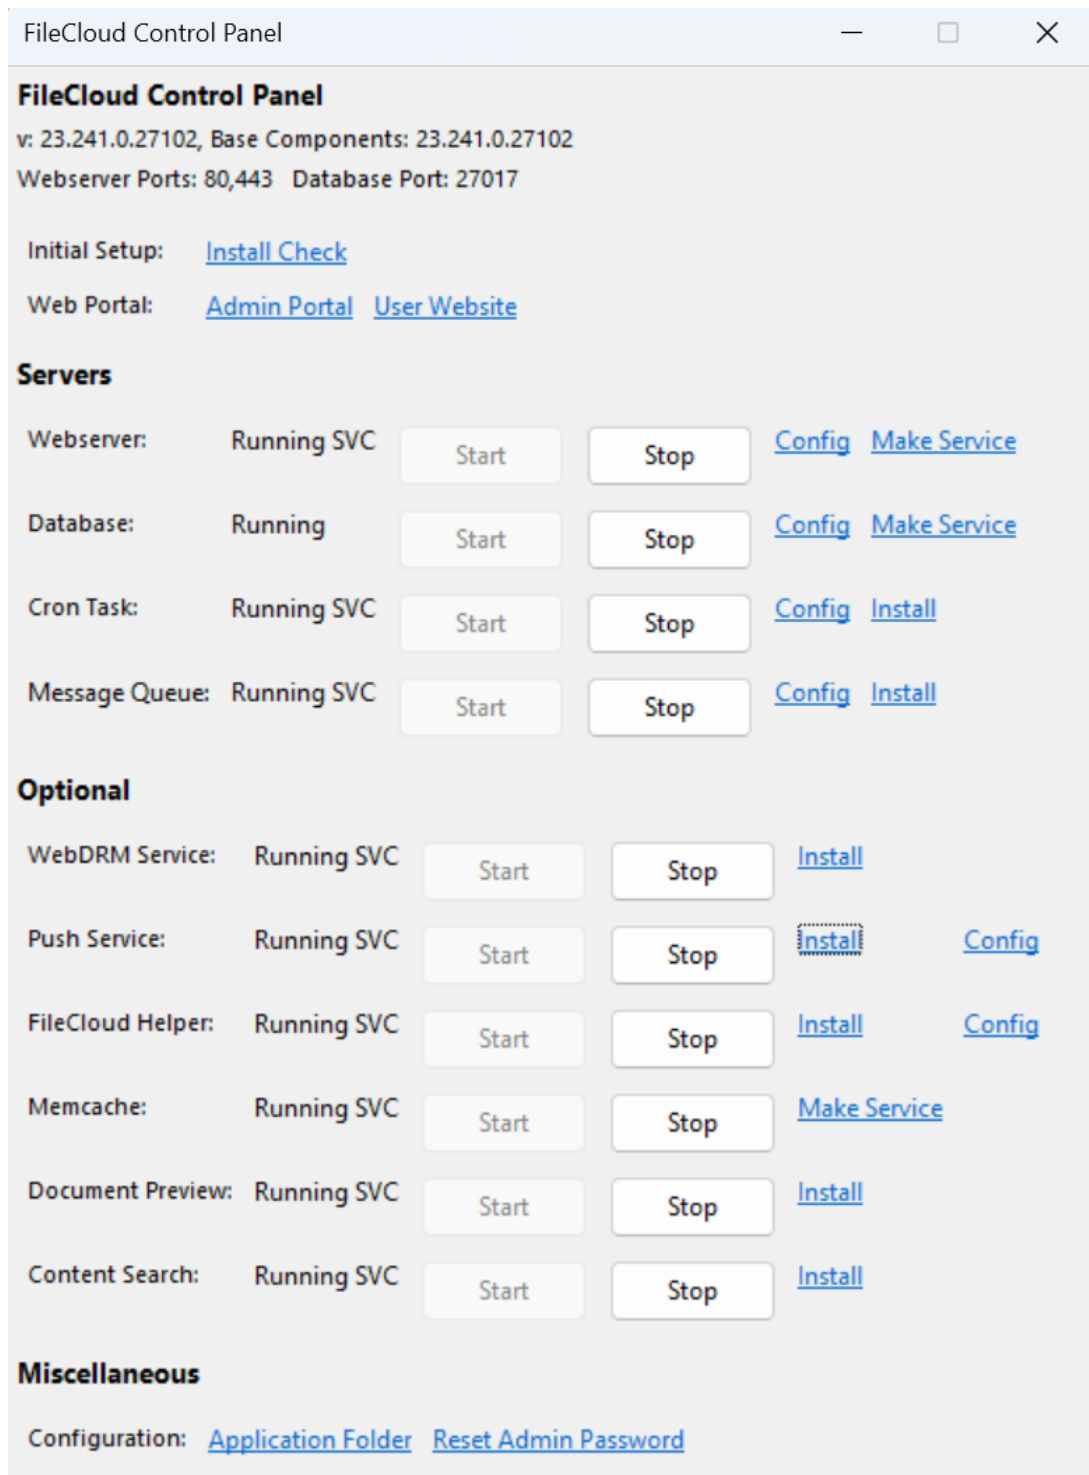 FileCloud Control Panel
FileCloud Control Panel
v: 23.241.0.27102, Base Components: 23.241.0.27102
Webserver Ports: 80,443 Database Port: 27017
Initial Setup: Install Check
Web Portal: Admin Portal User Website
Servers
Webserver: Running SVC Start Stop Config Make Service
Database: Running Start Stop Config Make Service
Cron Task: Running SVC Start Stop Config Install
Message Queue: Running SVC Start Stop Config Install
Optional
WebDRM Service: Running SVC Start Stop Install
Push Service: Running SVC Start Stop Install Config
FileCloud Helper: Running SVC Start Stop Install Config
Memcache: Running SVC Start Stop Make Service
Document Preview: Running SVC Start Stop Install
Content Search: Running SVC Start Stop Install
Miscellaneous
Configuration: Application Folder Reset Admin Password